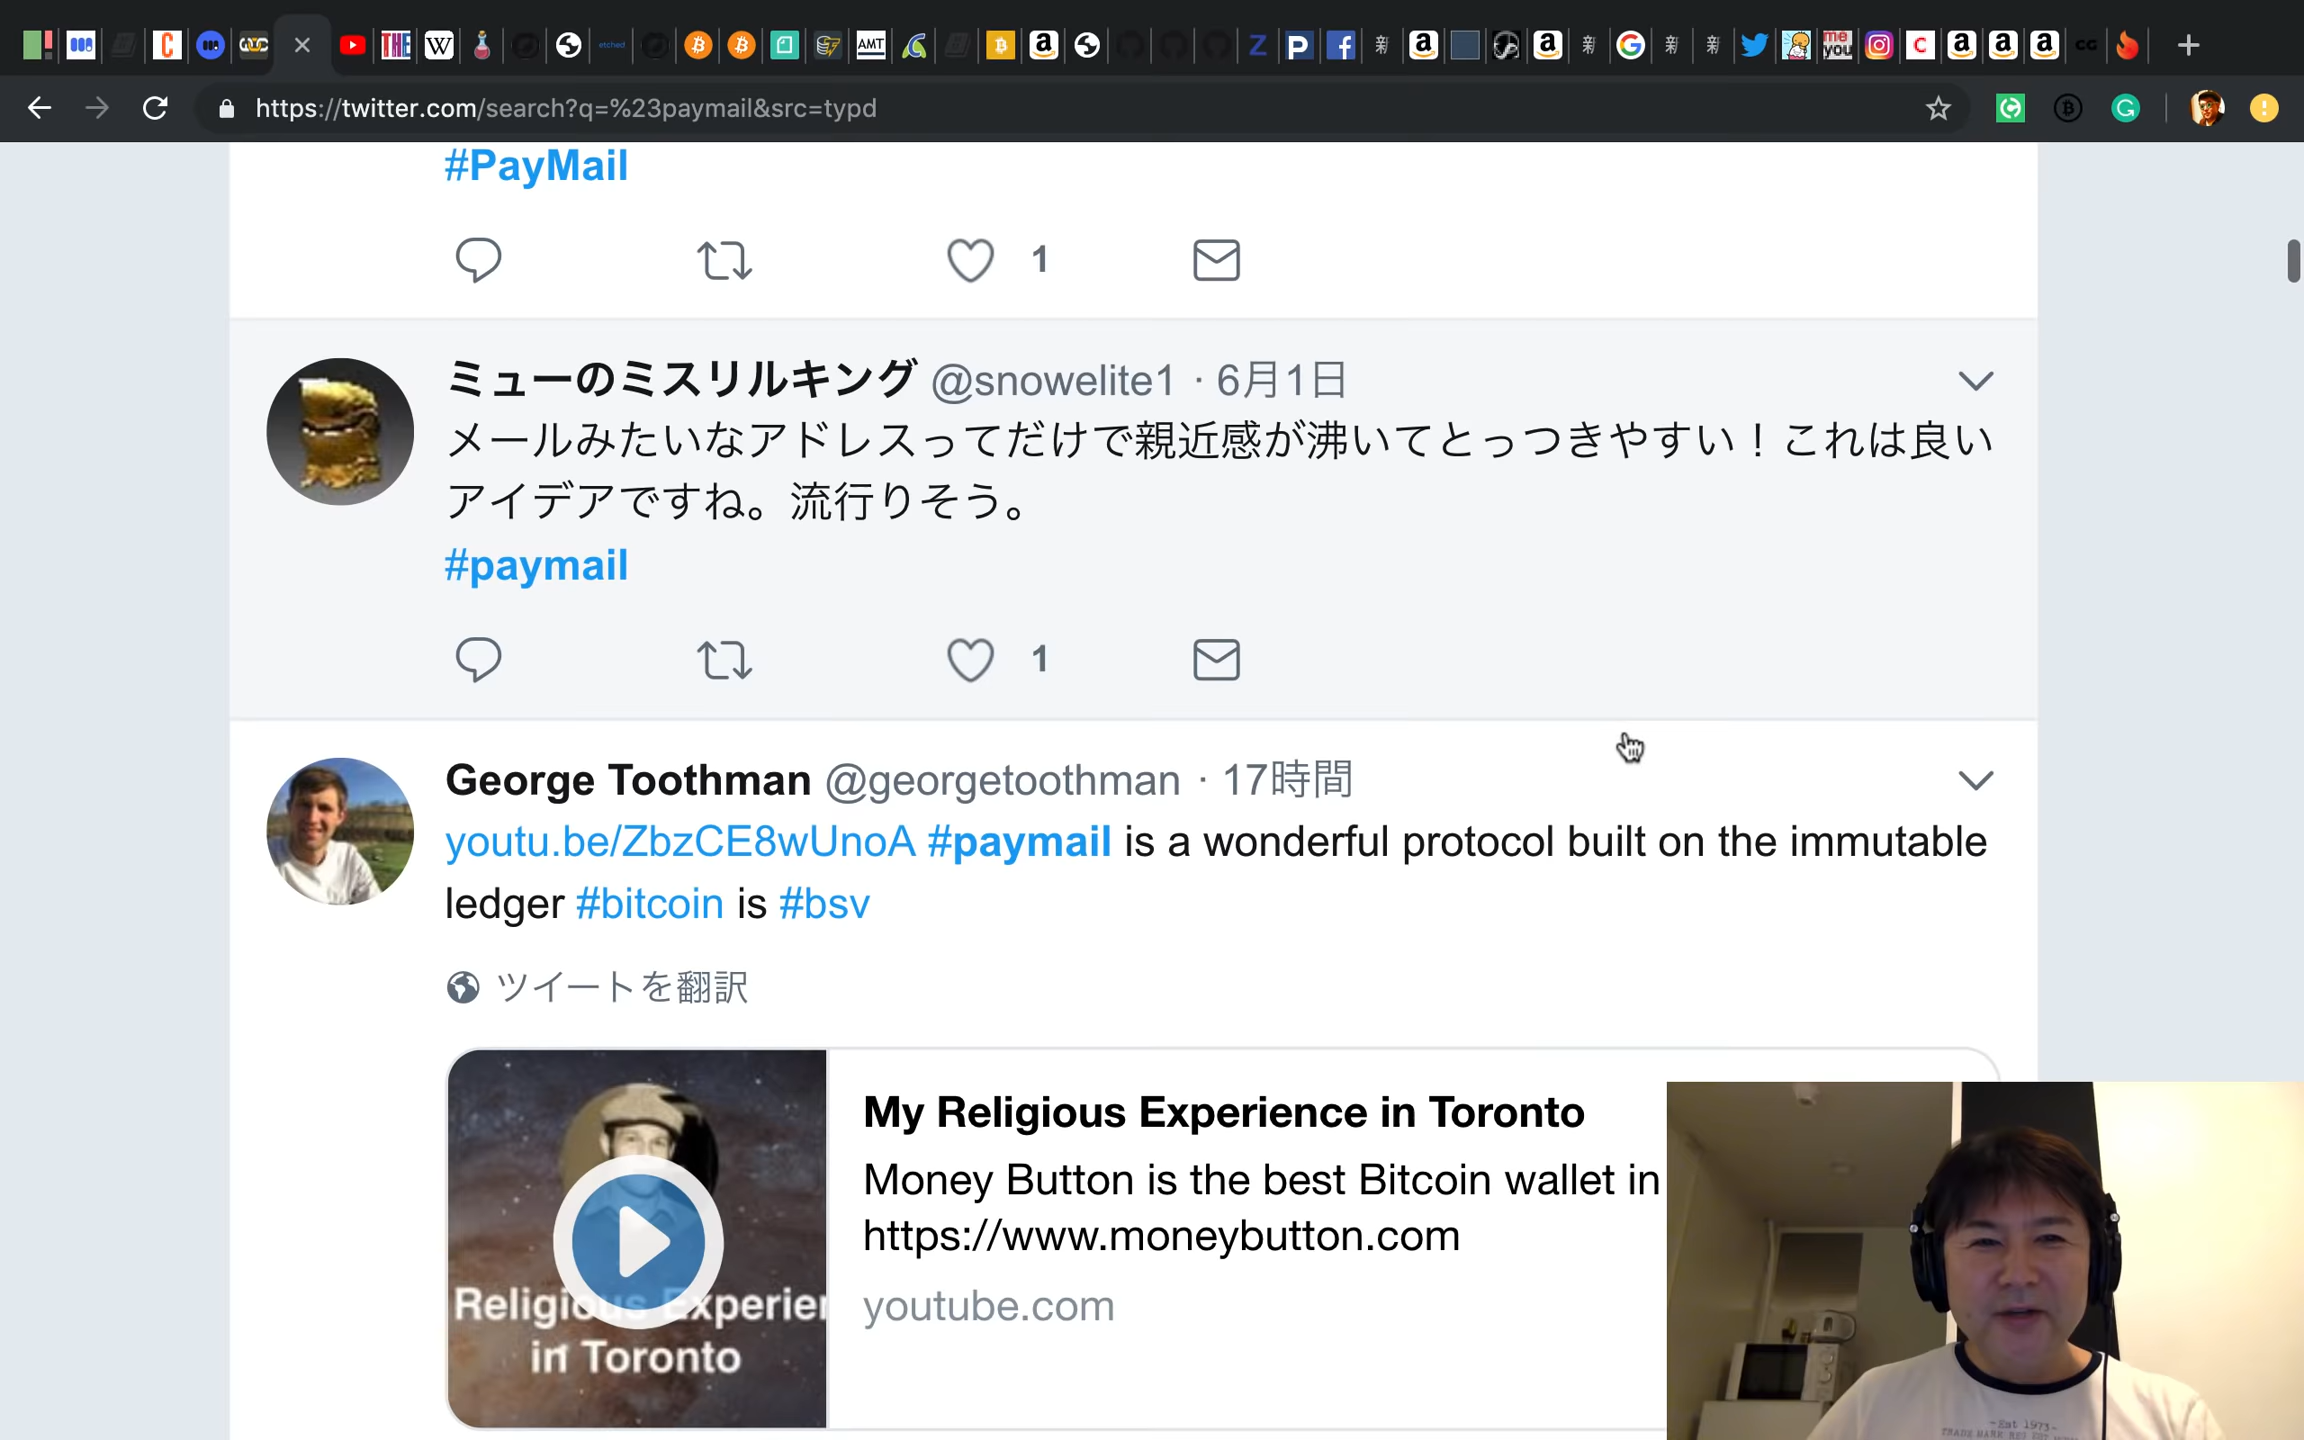 https://twitter.com/search?q=%23paymail&src=typd
#PayMail
1
ミューのミスリルキング @snowelite1 · 6月1日
メールみたいなアドレスってだけで親近感が沸いてとっつきやすい！これは良い
アイデアですね。流行りそう。
#paymail
1
George Toothman @georgetoothman · 17時間
youtu.be/ZbzCE8wUnoA #paymail is a wonderful protocol built on the immutable
ledger #bitcoin is #bsv
ツイートを翻訳
My Religious Experience in Toronto
Money Button is the best Bitcoin wallet in
https://www.moneybutton.com
youtube.com
Religious Experien
in Toronto
-Est 1973-